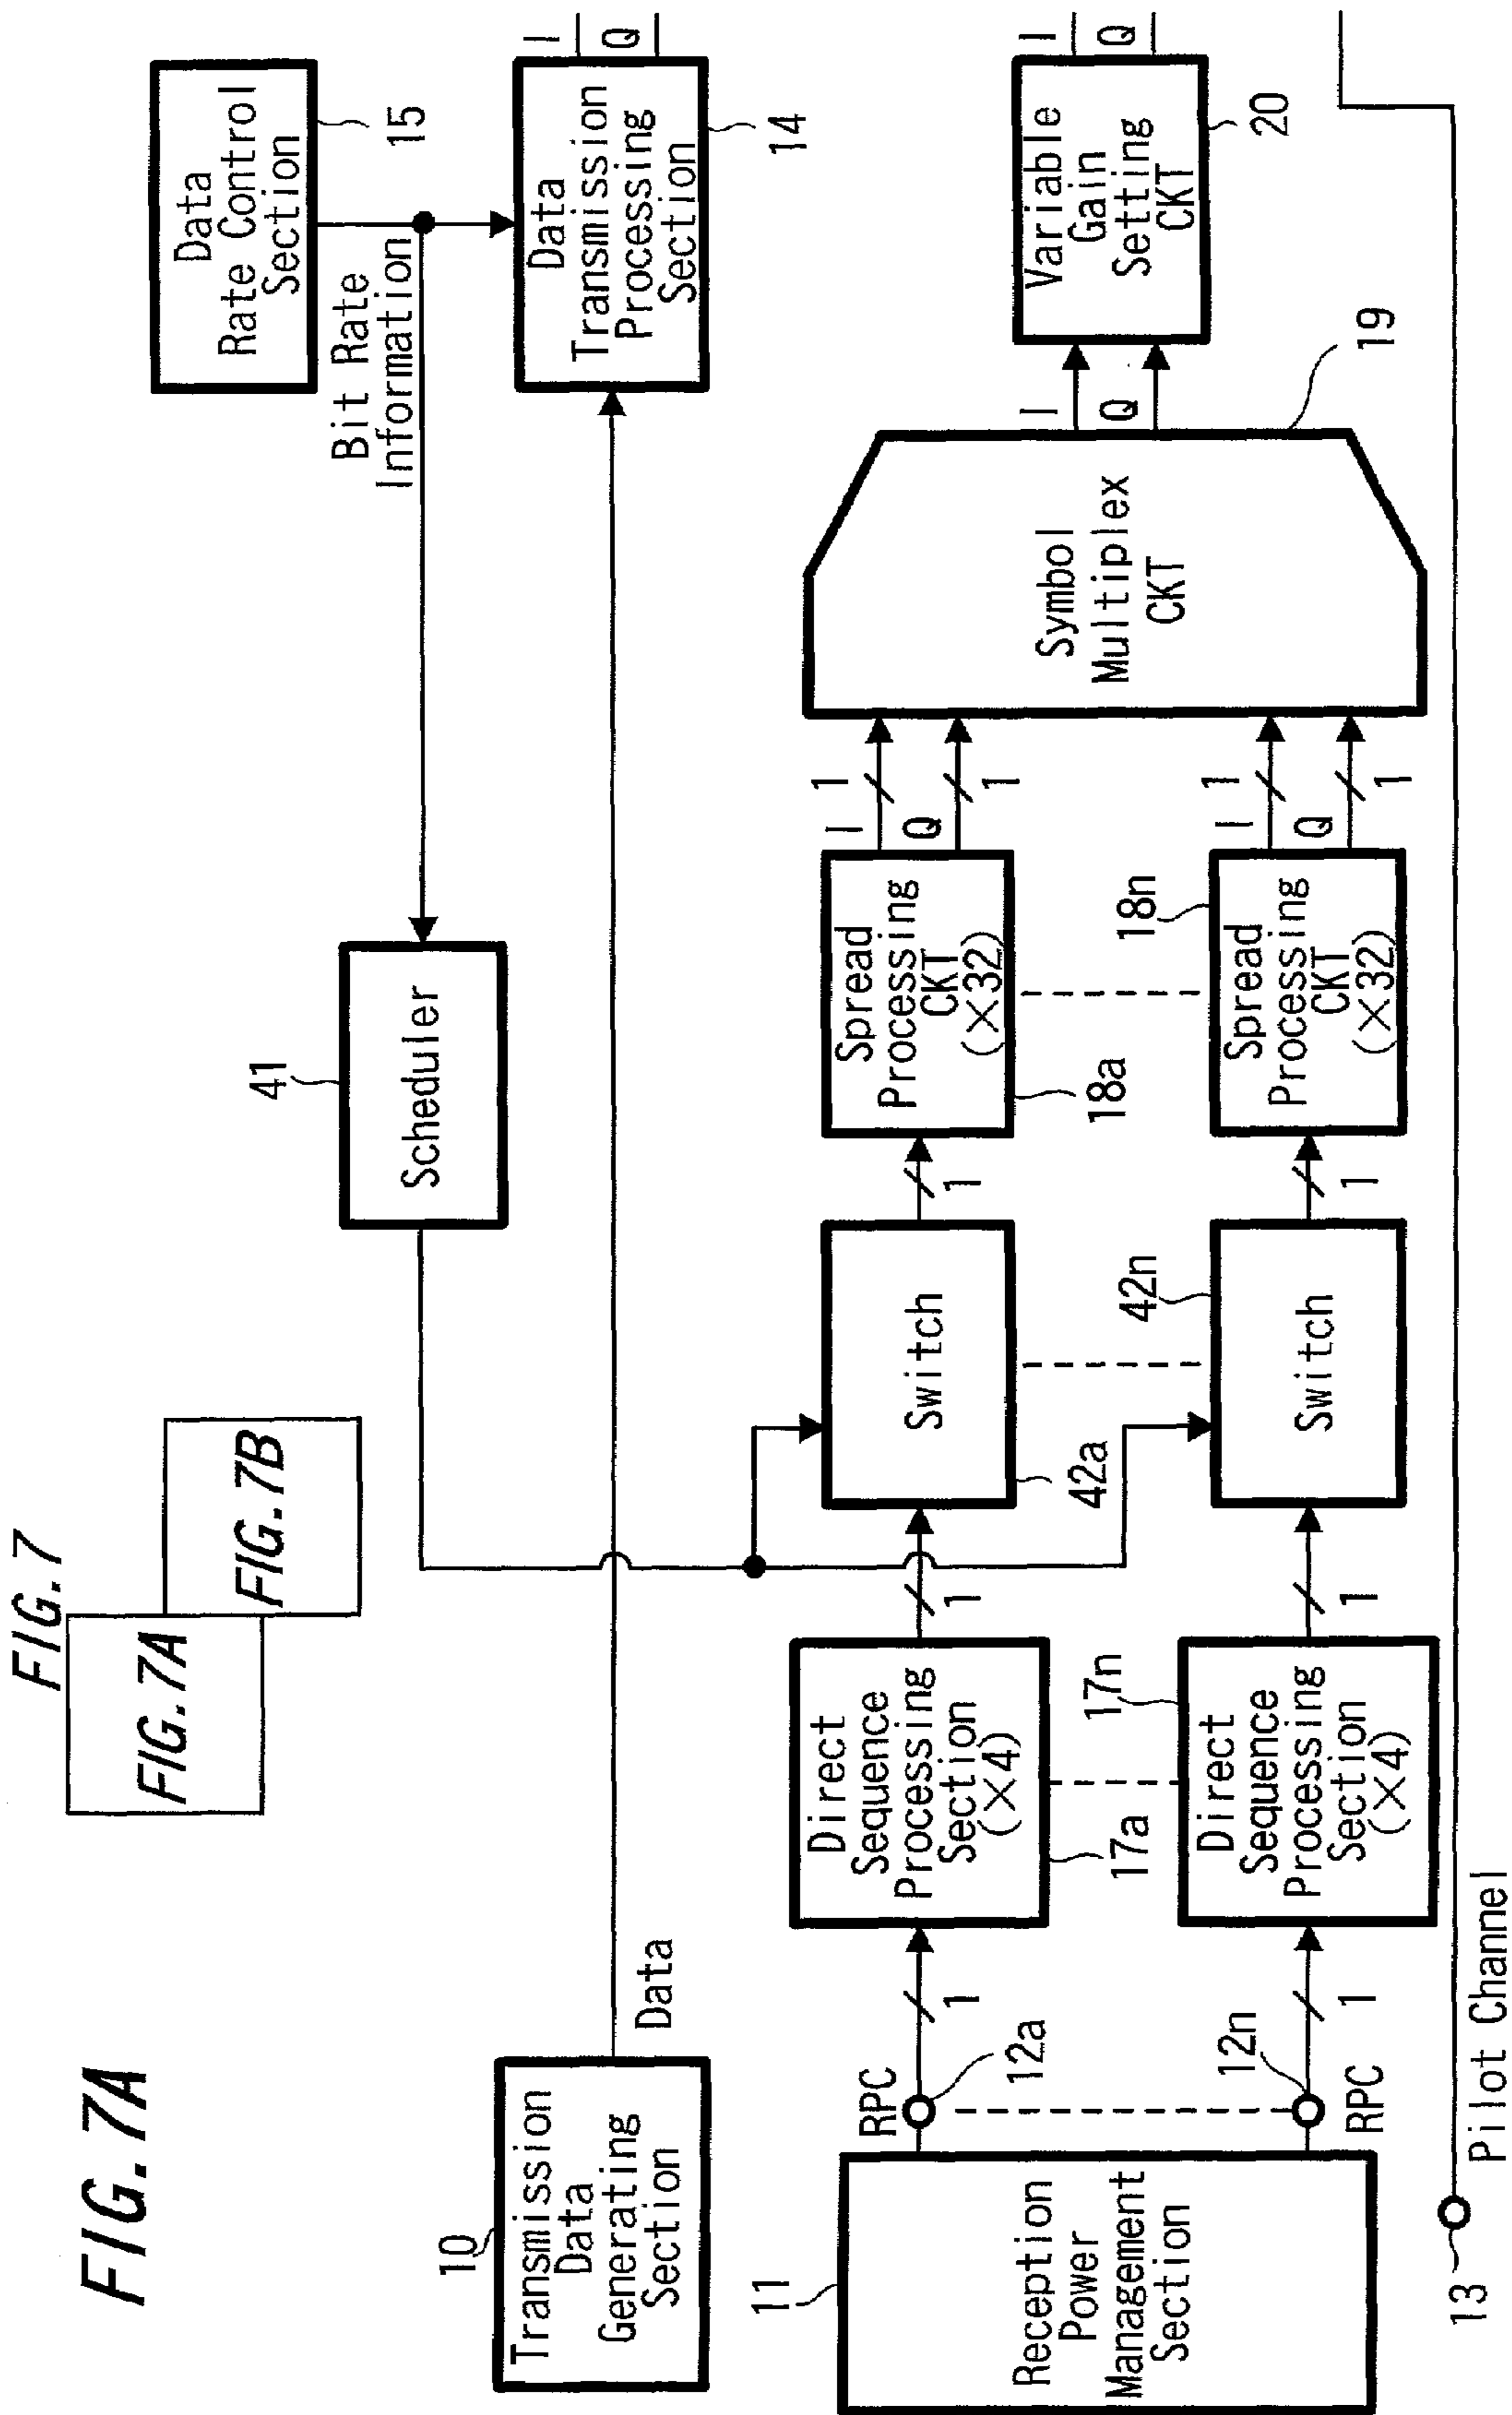 FIG. 7A
FIG. 7
FIG. 7A
FIG. 7B
Data
Rate Control
Section
15
Bit Rate
Information
41
Scheduler
10
Transmission
Data
Generating
Section
Data
Data
Transmission
Processing
Section
14
I
Q
11
Reception
Power
Management
Section
RPC
12a
1
Direct
Sequence
Processing
Section
(×4)
17a
1
Switch
42a
1
Spread
Processing
CKT
(×32)
18a
I
1
Q
1
12n
RPC
1
17n
Direct
Sequence
Processing
Section
(×4)
1
42n
Switch
1
18n
Spread
Processing
CKT
(×32)
I
1
Q
1
Symbol
Multiplex
CKT
19
I
Q
Variable
Gain
Setting
CKT
20
I
Q
13
Pilot Channel